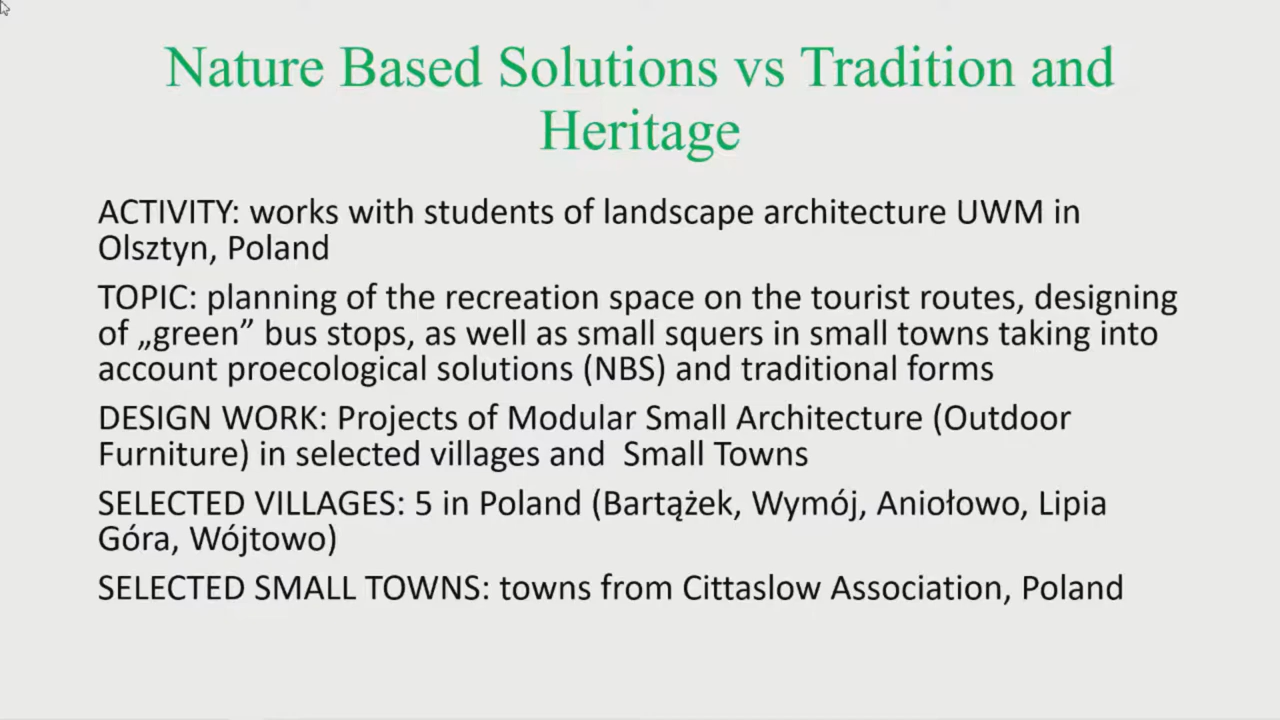 Nature Based Solutions vs Tradition and
Heritage
ACTIVITY: works with students of landscape architecture UWM in
Olsztyn, Poland
TOPIC: planning of the recreation space on the tourist routes, designing
of „green” bus stops, as well as small squers in small towns taking into
account proecological solutions (NBS) and traditional forms
DESIGN WORK: Projects of Modular Small Architecture (Outdoor
Furniture) in selected villages and  Small Towns
SELECTED VILLAGES: 5 in Poland (Bartążek, Wymój, Aniołowo, Lipia
Góra, Wójtowo)
SELECTED SMALL TOWNS: towns from Cittaslow Association, Poland